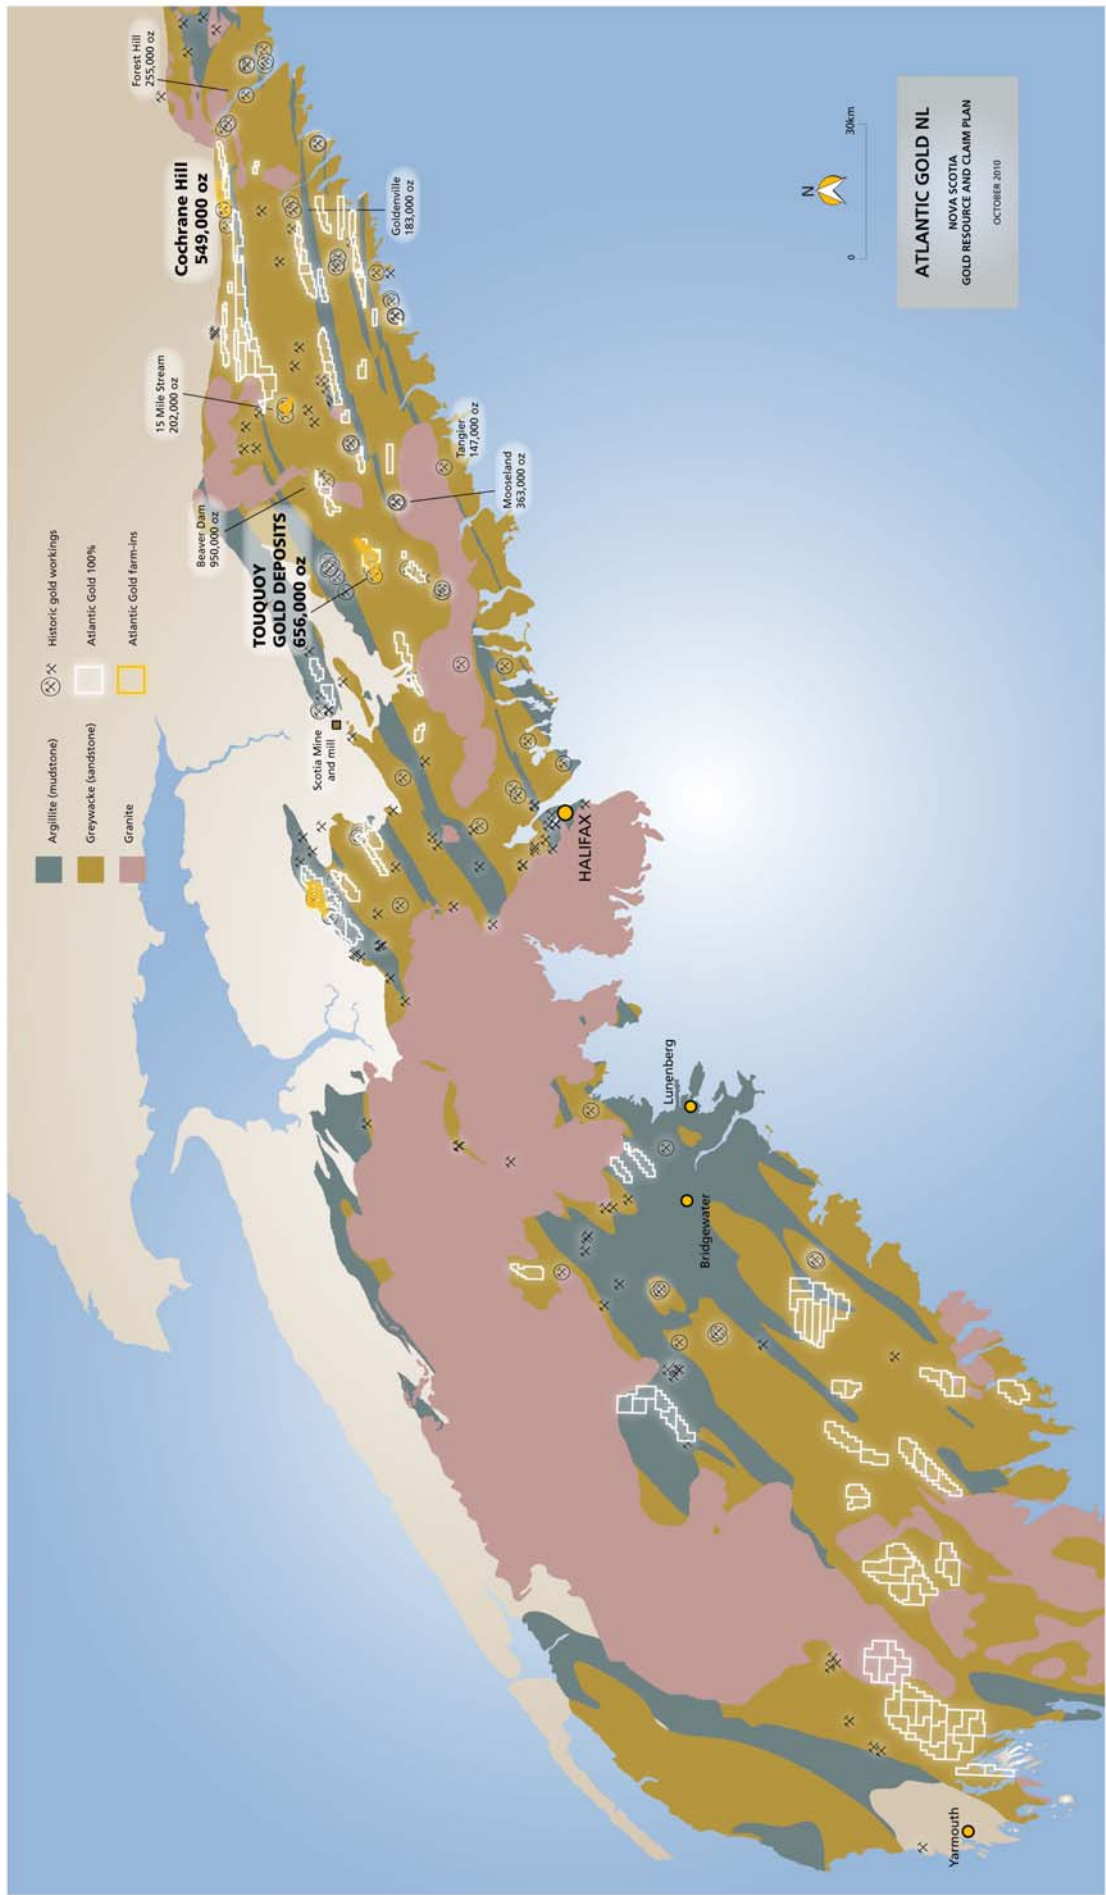 Forest Hill
255,000 oz
Cochrane Hill
549,000 oz
15 Mile Stream
202,000 oz
Beaver Dam
950,000 oz
TOUQUOY
GOLD DEPOSITS
656,000 oz
Goldenville
183,000 oz
Tangier
147,000 oz
Mooseland
363,000 oz
Scotia Mine
and mill
HALIFAX
Lunenberg
Bridgewater
Yarmouth
Argillite (mudstone)
Greywacke (sandstone)
Granite
Historic gold workings
Atlantic Gold 100%
Atlantic Gold farm-ins
N
0
30km
ATLANTIC GOLD NL
NOVA SCOTIA
GOLD RESOURCE AND CLAIM PLAN
OCTOBER 2010